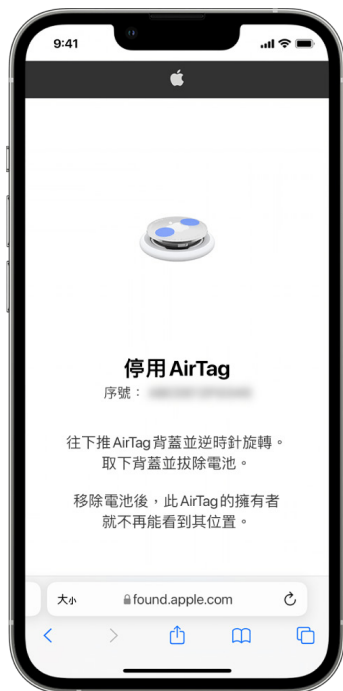 9:41
停用 AirTag
序號：
往下推 AirTag 背蓋並逆時針旋轉。
取下背蓋並拔除電池。
移除電池後，此 AirTag 的擁有者
就不再能看到其位置。
大小 found.apple.com